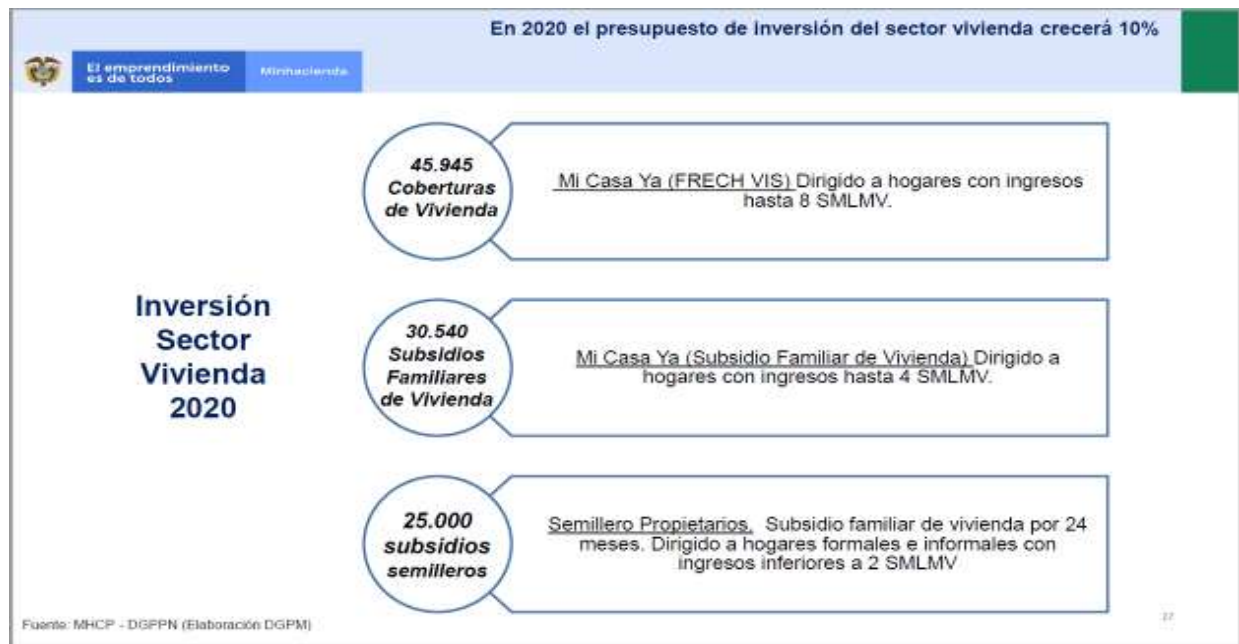 En 2020 el presupuesto de inversión del sector vivienda crecerá 10%
El emprendimiento
es de todos
Minhacienda
45.945
Coberturas
de Vivienda
Mi Casa Ya (FRECH VIS) Dirigido a hogares con ingresos
hasta 8 SMLMV.
Inversión
Sector
Vivienda
2020
30.540
Subsidios
Familiares
de Vivienda
Mi Casa Ya (Subsidio Familiar de Vivienda) Dirigido a
hogares con ingresos hasta 4 SMLMV.
25.000
subsidios
semilleros
Semillero Propietarios. Subsidio familiar de vivienda por 24
meses. Dirigido a hogares formales e informales con
ingresos inferiores a 2 SMLMV
Fuente: MHCP - DGPPN (Elaboración DGPM)
27